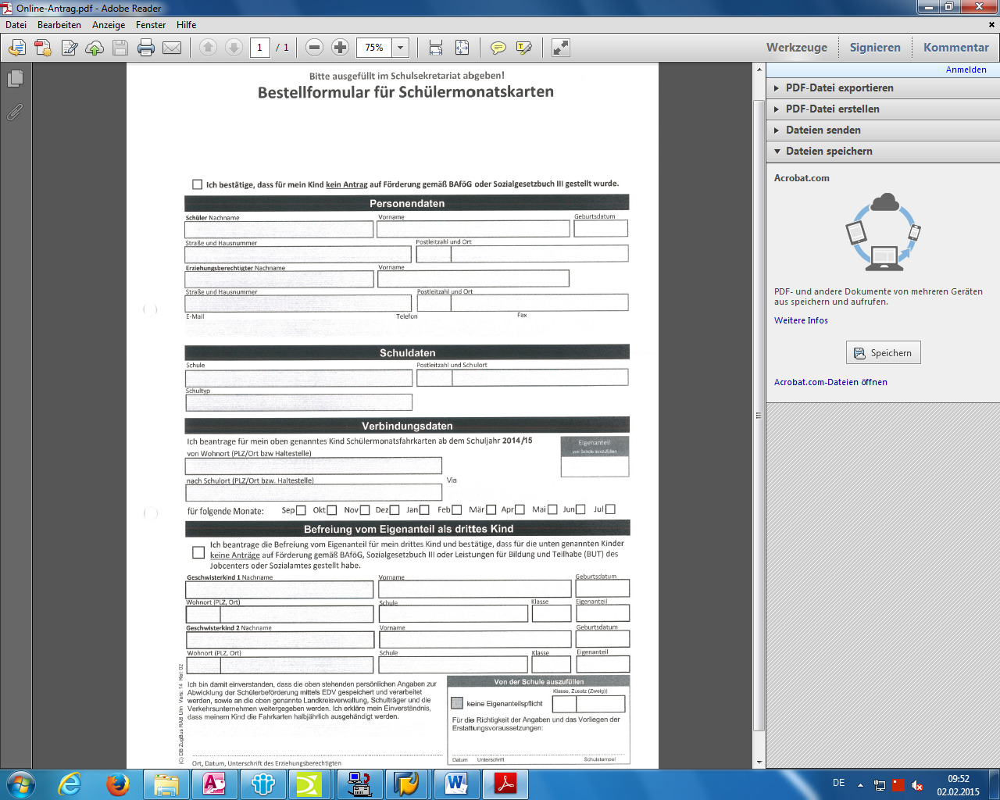 Online-Antrag.pdf - Adobe Reader
Datei Bearbeiten Anzeige Fenster Hilfe
1 / 1 75% Werkzeuge Signieren Kommentar
Anmelden
PDF-Datei exportieren
PDF-Datei erstellen
Dateien senden
Dateien speichern
Acrobat.com
PDF- und andere Dokumente von mehreren Geräten
aus speichern und aufrufen.
Weitere Infos
Speichern
Acrobat.com-Dateien öffnen
Bitte ausgefüllt im Schulsekretariat abgeben!
Bestellformular für Schülermonatskarten
Ich bestätige, dass für mein Kind kein Antrag auf Förderung gemäß BAföG oder Sozialgesetzbuch III gestellt wurde.
Personendaten
Schüler Nachname Vorname Geburtsdatum
Straße und Hausnummer Postleitzahl und Ort
Erziehungsberechtigter Nachname Vorname
Straße und Hausnummer Postleitzahl und Ort
E-Mail Telefon Fax
Schuldaten
Schule Postleitzahl und Schulort
Schultyp
Verbindungsdaten
Ich beantrage für mein oben genanntes Kind Schülermonatsfahrkarten ab dem Schuljahr 2014/15
Eigenanteil
von Schule auszufüllen
von Wohnort (PLZ/Ort bzw Haltestelle)
nach Schulort (PLZ/Ort bzw. Haltestelle) Via
für folgende Monate: Sep Okt Nov Dez Jan Feb Mär Apr Mai Jun Jul
Befreiung vom Eigenanteil als drittes Kind
Ich beantrage die Befreiung vom Eigenanteil für mein drittes Kind und bestätige, dass für die unten genannten Kinder
keine Anträge auf Förderung gemäß BAföG, Sozialgesetzbuch III oder Leistungen für Bildung und Teilhabe (BUT) des
Jobcenters oder Sozialamtes gestellt habe.
Geschwisterkind 1 Nachname Vorname Geburtsdatum
Wohnort (PLZ, Ort) Schule Klasse Eigenanteil
Geschwisterkind 2 Nachname Vorname Geburtsdatum
Wohnort (PLZ, Ort) Schule Klasse Eigenanteil
Ich bin damit einverstanden, dass die oben stehenden persönlichen Angaben zur
Abwicklung der Schülerbeförderung mittels EDV gespeichert und verarbeitet
werden, sowie an die oben genannte Landkreisverwaltung, Schulträger und die
Verkehrsunternehmen weitergegeben werden. Ich erkläre mein Einverständnis,
dass meinem Kind die Fahrkarten halbjährlich ausgehändigt werden.
Ort, Datum, Unterschrift des Erziehungsberechtigten
Von der Schule auszufüllen
Klasse, Zusatz (Zweig))
keine Eigenanteilspflicht
Für die Richtigkeit der Angaben und das Vorliegen der
Erstattungsvoraussetzungen:
Datum Unterschrift Schulstempel
(C) DB ZugBus RAB Ulm Vers: 14 Rel: 02
DE 09:52
02.02.2015